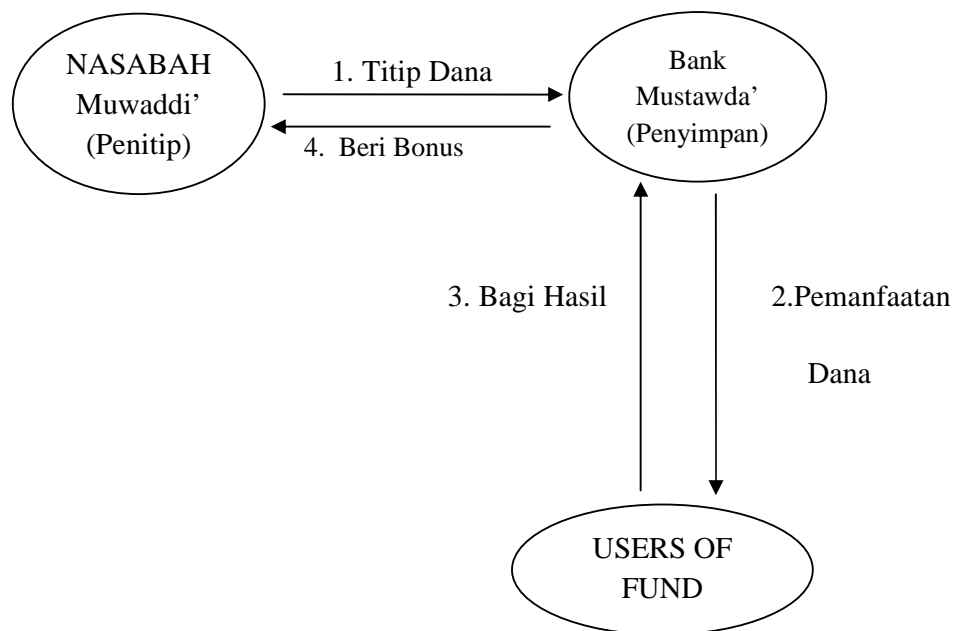 NASABAH
Muwaddi’
(Penitip)
1. Titip Dana
4. Beri Bonus
Bank
Mustawda’
(Penyimpan)
3. Bagi Hasil
2.Pemanfaatan
Dana
USERS OF
FUND